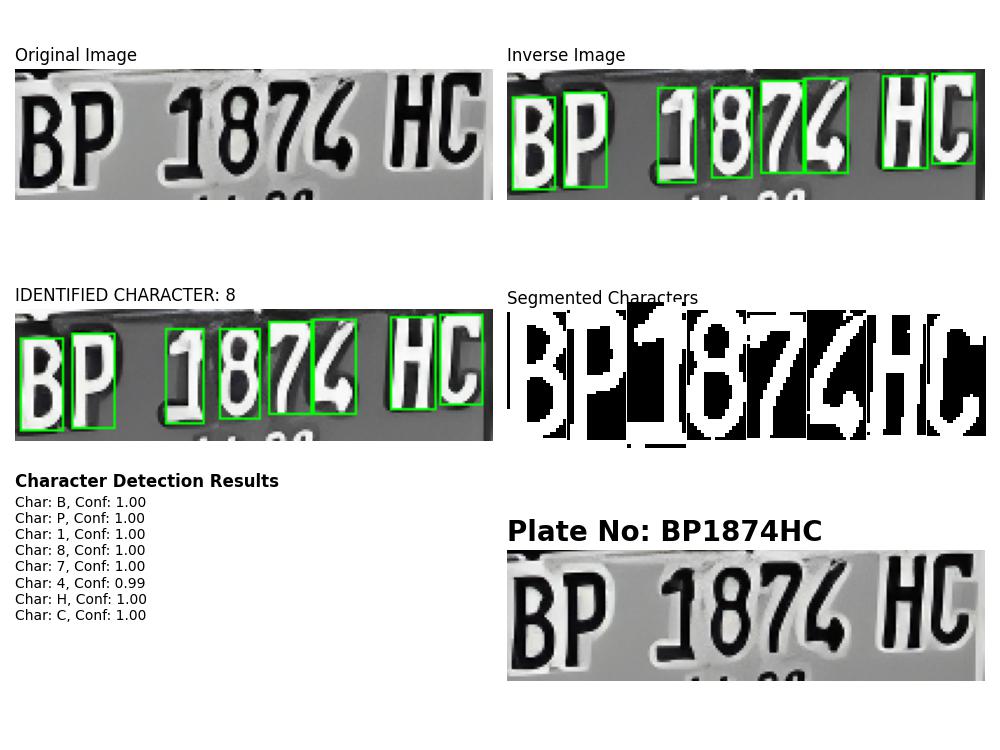 Original Image
BP 1874 HC
Inverse Image
BP 1874 HC
IDENTIFIED CHARACTER: 8
BP 1874 HC
Segmented Characters
BP1874HC
Character Detection Results
Char: B, Conf: 1.00
Char: P, Conf: 1.00
Char: 1, Conf: 1.00
Char: 8, Conf: 1.00
Char: 7, Conf: 1.00
Char: 4, Conf: 0.99
Char: H, Conf: 1.00
Char: C, Conf: 1.00
Plate No: BP1874HC
BP 1874 HC